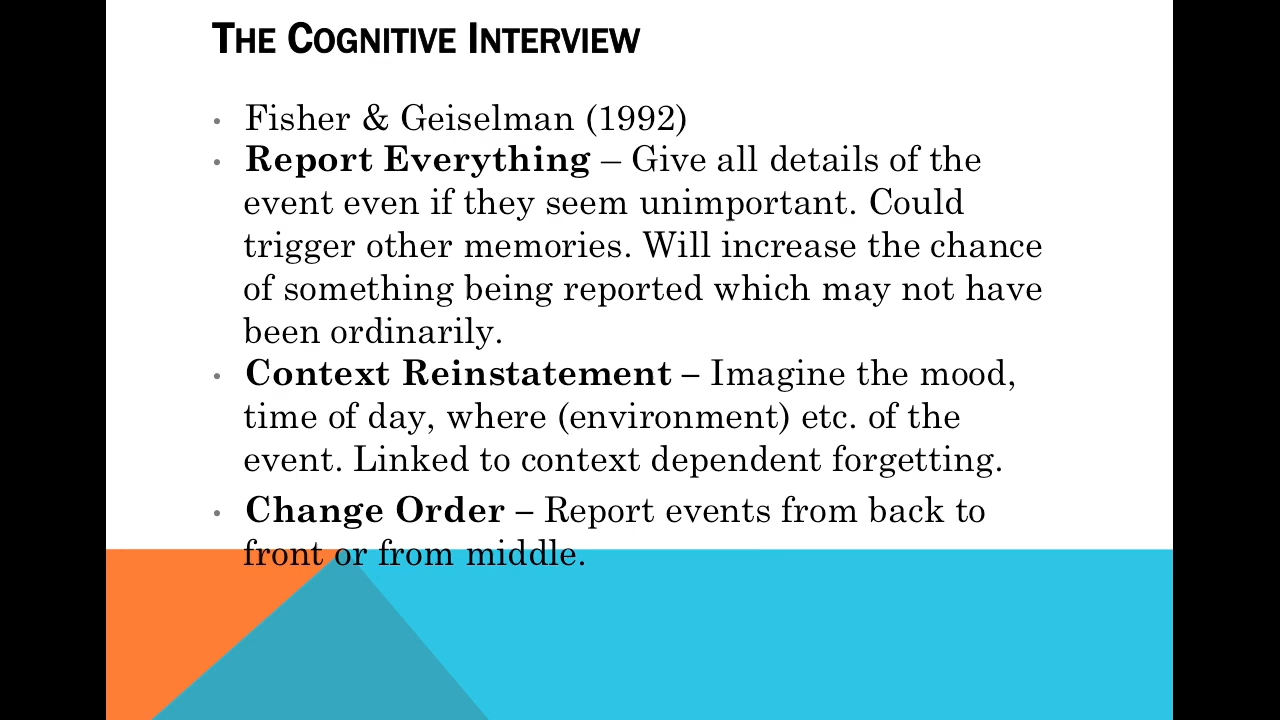 THE COGNITIVE INTERVIEW
• Fisher & Geiselman (1992)
• Report Everything – Give all details of the
event even if they seem unimportant. Could
trigger other memories. Will increase the chance
of something being reported which may not have
been ordinarily.
• Context Reinstatement – Imagine the mood,
time of day, where (environment) etc. of the
event. Linked to context dependent forgetting.
• Change Order – Report events from back to
front or from middle.